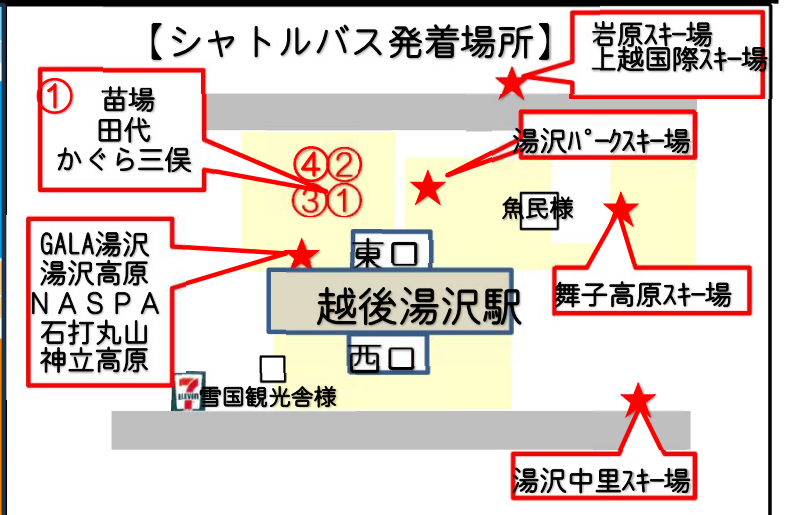 【シャトルバス発着場所】
岩原スキー場
上越国際スキー場
①
苗場
田代
かぐら三俣
湯沢パークスキー場
④②
③①
魚民様
GALA湯沢
湯沢高原
NASPA
石打丸山
神立高原
東口
舞子高原スキー場
越後湯沢駅
西口
7
ELEVEN
雪国観光舎様
湯沢中里スキー場